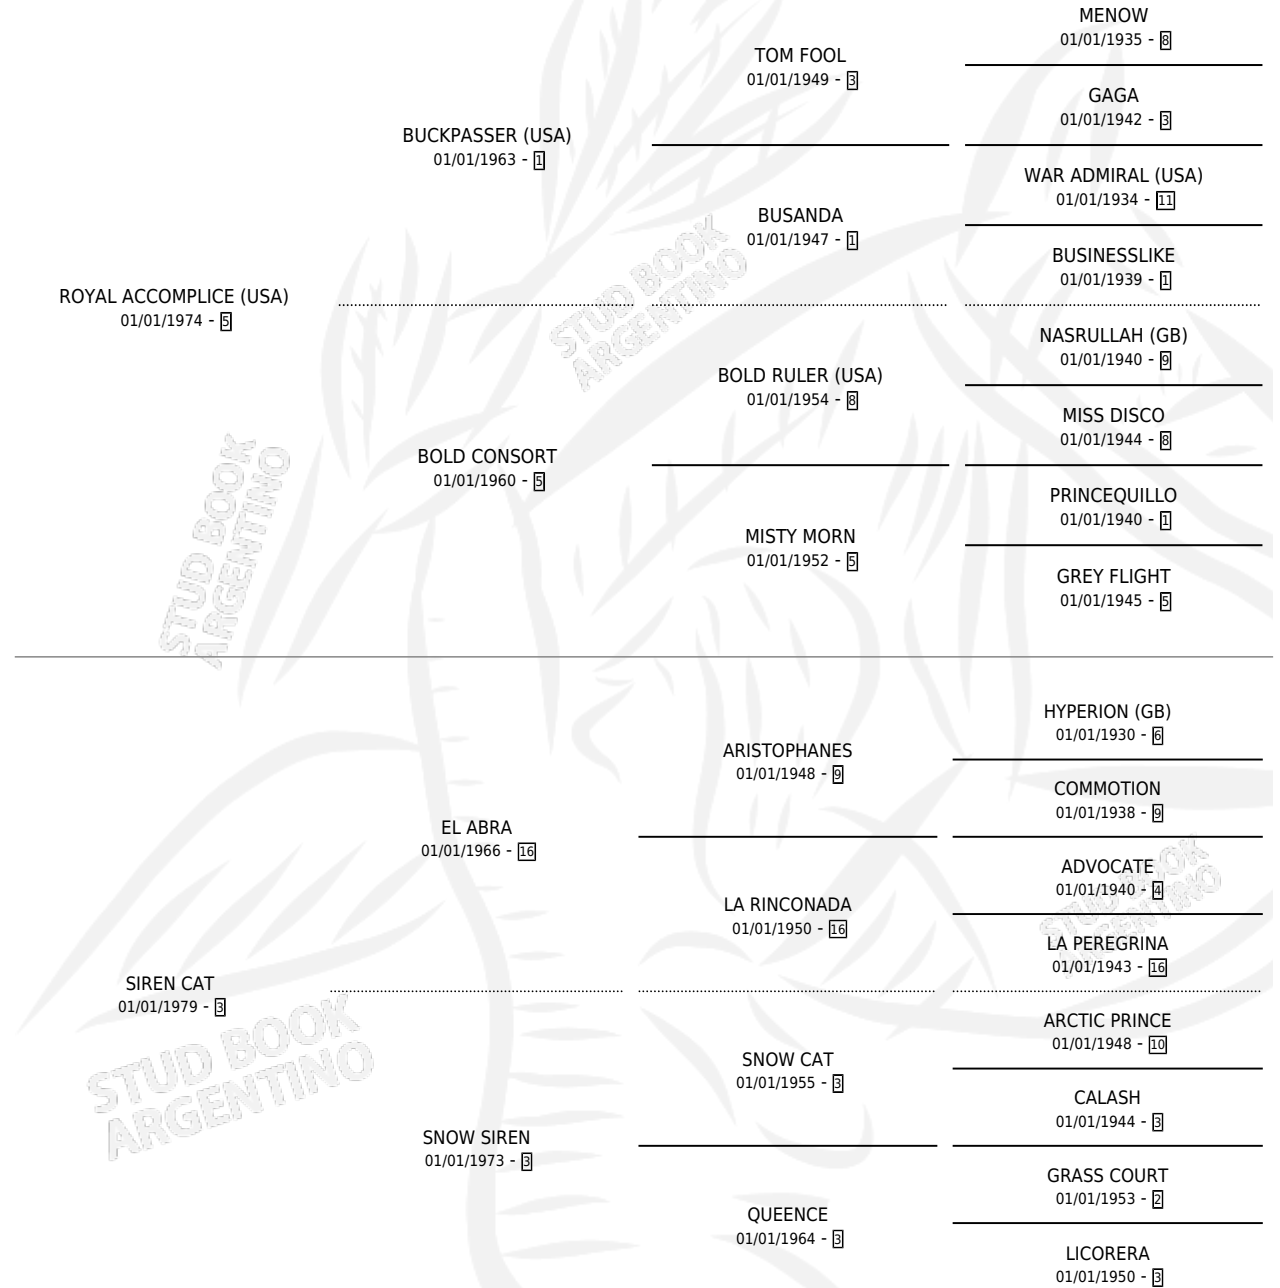 MENOW
01/01/1935 - 8
TOM FOOL
01/01/1949 - 3
GAGA
01/01/1942 - 3
BUCKPASSER (USA)
01/01/1963 - 1
WAR ADMIRAL (USA)
01/01/1934 - 11
BUSANDA
01/01/1947 - 1
BUSINESSLIKE
01/01/1939 - 1
ROYAL ACCOMPLICE (USA)
01/01/1974 - 5
STUD BOOK
ARGENTINO
NASRULLAH (GB)
01/01/1940 - 9
BOLD RULER (USA)
01/01/1954 - 8
MISS DISCO
01/01/1944 - 8
BOLD CONSORT
01/01/1960 - 5
PRINCEQUILLO
01/01/1940 - 1
MISTY MORN
01/01/1952 - 5
GREY FLIGHT
01/01/1945 - 5
STUD BOOK
ARGENTINO
HYPERION (GB)
01/01/1930 - 6
ARISTOPHANES
01/01/1948 - 9
COMMOTION
01/01/1938 - 9
EL ABRA
01/01/1966 - 16
ADVOCATE
01/01/1940 - 4
STUD BOOK
ARGENTINO
LA RINCONADA
01/01/1950 - 16
LA PEREGRINA
01/01/1943 - 16
SIREN CAT
01/01/1979 - 3
STUD BOOK
ARGENTINO
ARCTIC PRINCE
01/01/1948 - 10
SNOW CAT
01/01/1955 - 3
CALASH
01/01/1944 - 3
SNOW SIREN
01/01/1973 - 3
GRASS COURT
01/01/1953 - 2
QUEENCE
01/01/1964 - 3
LICORERA
01/01/1950 - 3